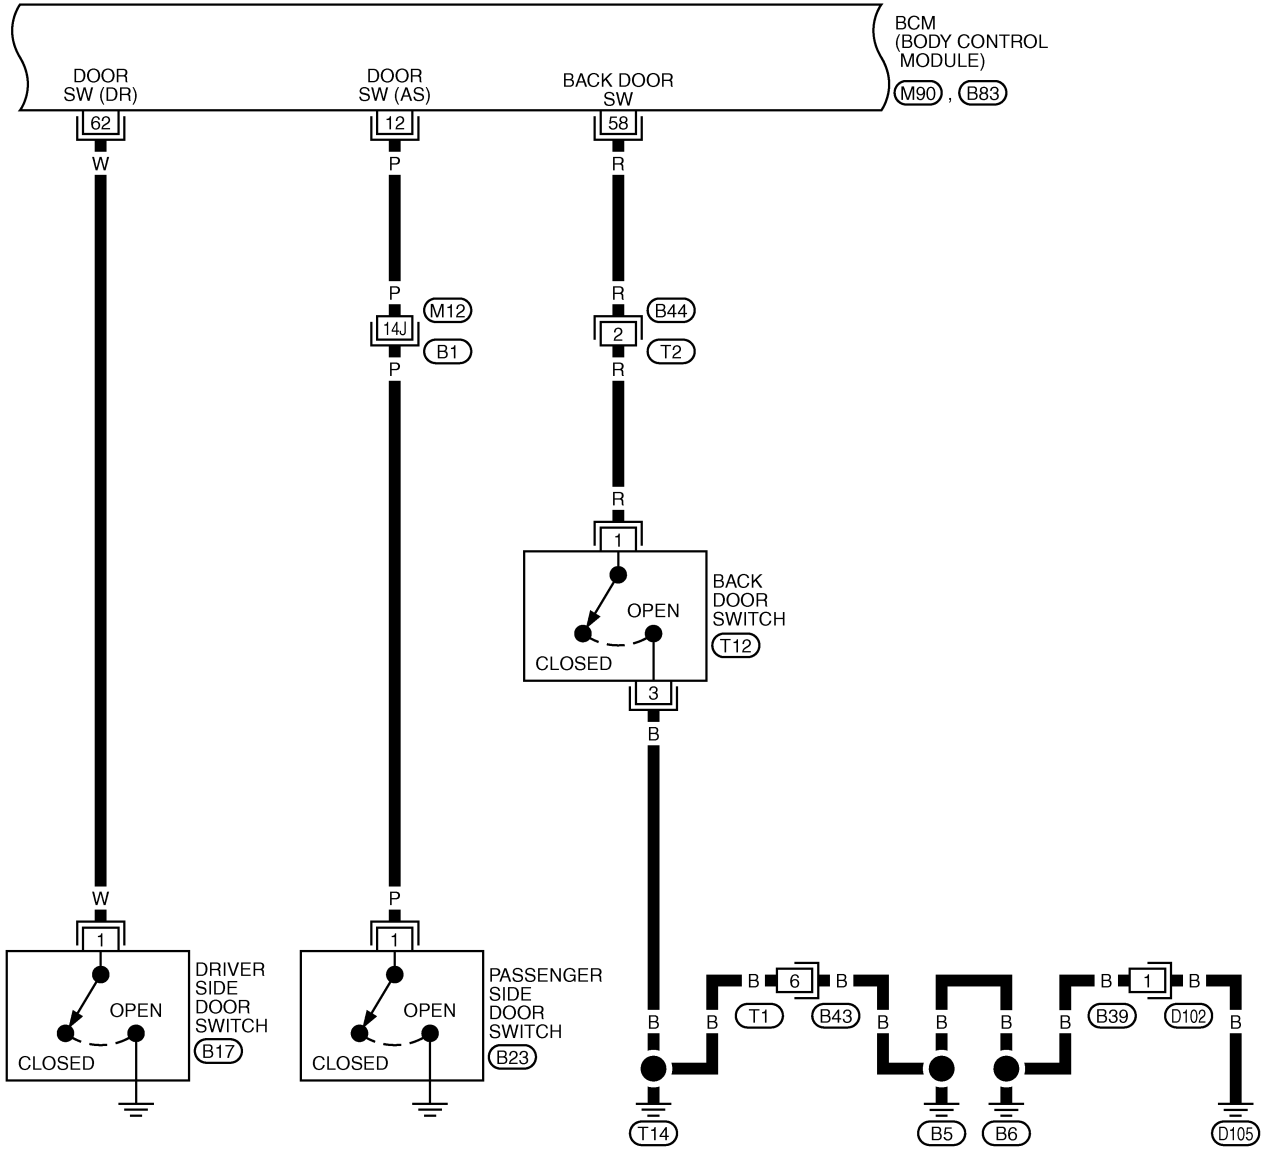 BCM
(BODY CONTROL
MODULE)
M90 , B83
DOOR
SW (DR)
DOOR
SW (AS)
BACK DOOR
SW
62
12
58
W
P
R
P
R
M12
B44
14J
2
B1
T2
P
R
R
1
BACK
DOOR
SWITCH
T12
OPEN
CLOSED
3
B
W
P
1
DRIVER
SIDE
DOOR
SWITCH
B17
OPEN
CLOSED
1
PASSENGER
SIDE
DOOR
SWITCH
B23
OPEN
CLOSED
B
6
B
B
1
B
T1
B43
B39
D102
B
B
B
B
B
B
B
T14
B5
B6
D105